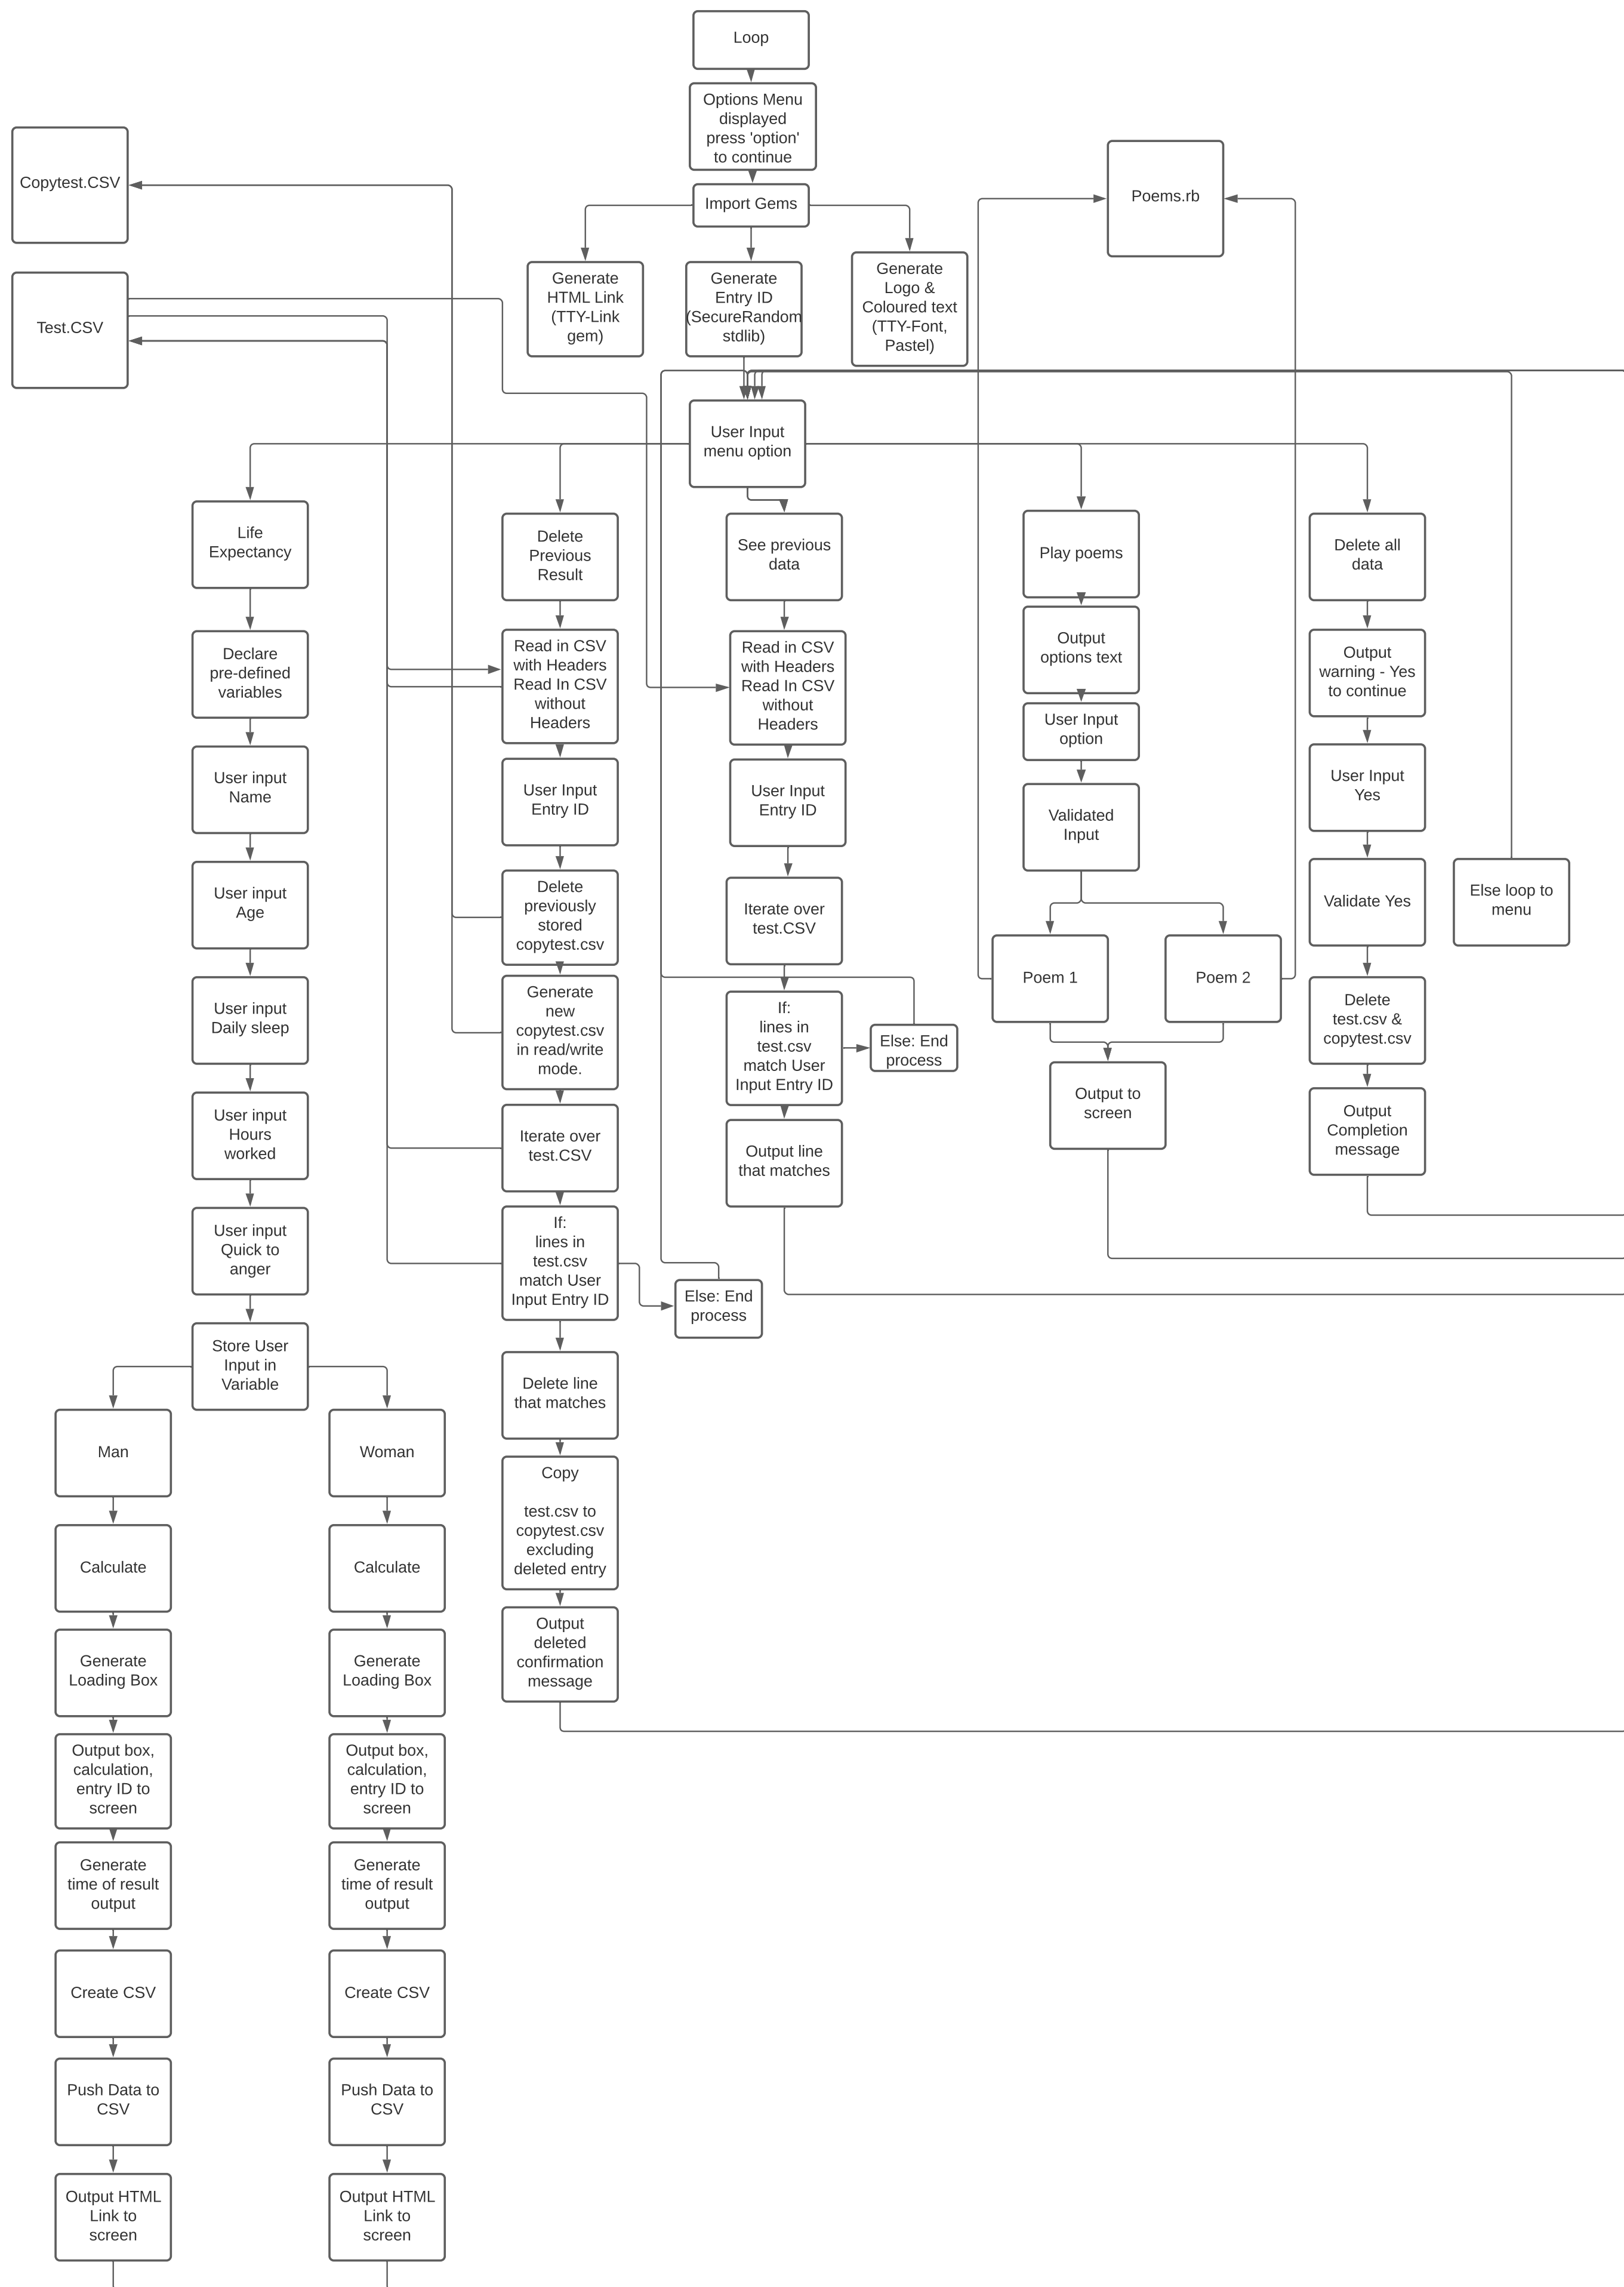 Loop
Options Menu
displayed
press 'option'
to continue
Copytest.CSV
Import Gems
Poems.rb
Test.CSV
Generate
HTML Link
(TTY-Link
gem)
Generate
Entry ID
(SecureRandom
stdlib)
Generate
Logo &
Coloured text
(TTY-Font,
Pastel)
User Input
menu option
Life
Expectancy
Declare
pre-defined
variables
User input
Name
User input
Age
User input
Daily sleep
User input
Hours
worked
User input
Quick to
anger
Store User
Input in
Variable
Man
Calculate
Generate
Loading Box
Output box,
calculation,
entry ID to
screen
Generate
time of result
output
Create CSV
Push Data to
CSV
Output HTML
Link to
screen
Woman
Calculate
Generate
Loading Box
Output box,
calculation,
entry ID to
screen
Generate
time of result
output
Create CSV
Push Data to
CSV
Output HTML
Link to
screen
Delete
Previous
Result
Read in CSV
with Headers
Read In CSV
without
Headers
User Input
Entry ID
Delete
previously
stored
copytest.csv
Generate
new
copytest.csv
in read/write
mode.
Iterate over
test.CSV
If:
lines in
test.csv
match User
Input Entry ID
Else: End
process
Delete line
that matches
Copy
test.csv to
copytest.csv
excluding
deleted entry
Output
deleted
confirmation
message
See previous
data
Read in CSV
with Headers
Read In CSV
without
Headers
User Input
Entry ID
Iterate over
test.CSV
If:
lines in
test.csv
match User
Input Entry ID
Else: End
process
Output line
that matches
Play poems
Output
options text
User Input
option
Validated
Input
Poem 1
Poem 2
Output to
screen
Delete all
data
Output
warning - Yes
to continue
User Input
Yes
Validate Yes
Else loop to
menu
Delete
test.csv &
copytest.csv
Output
Completion
message